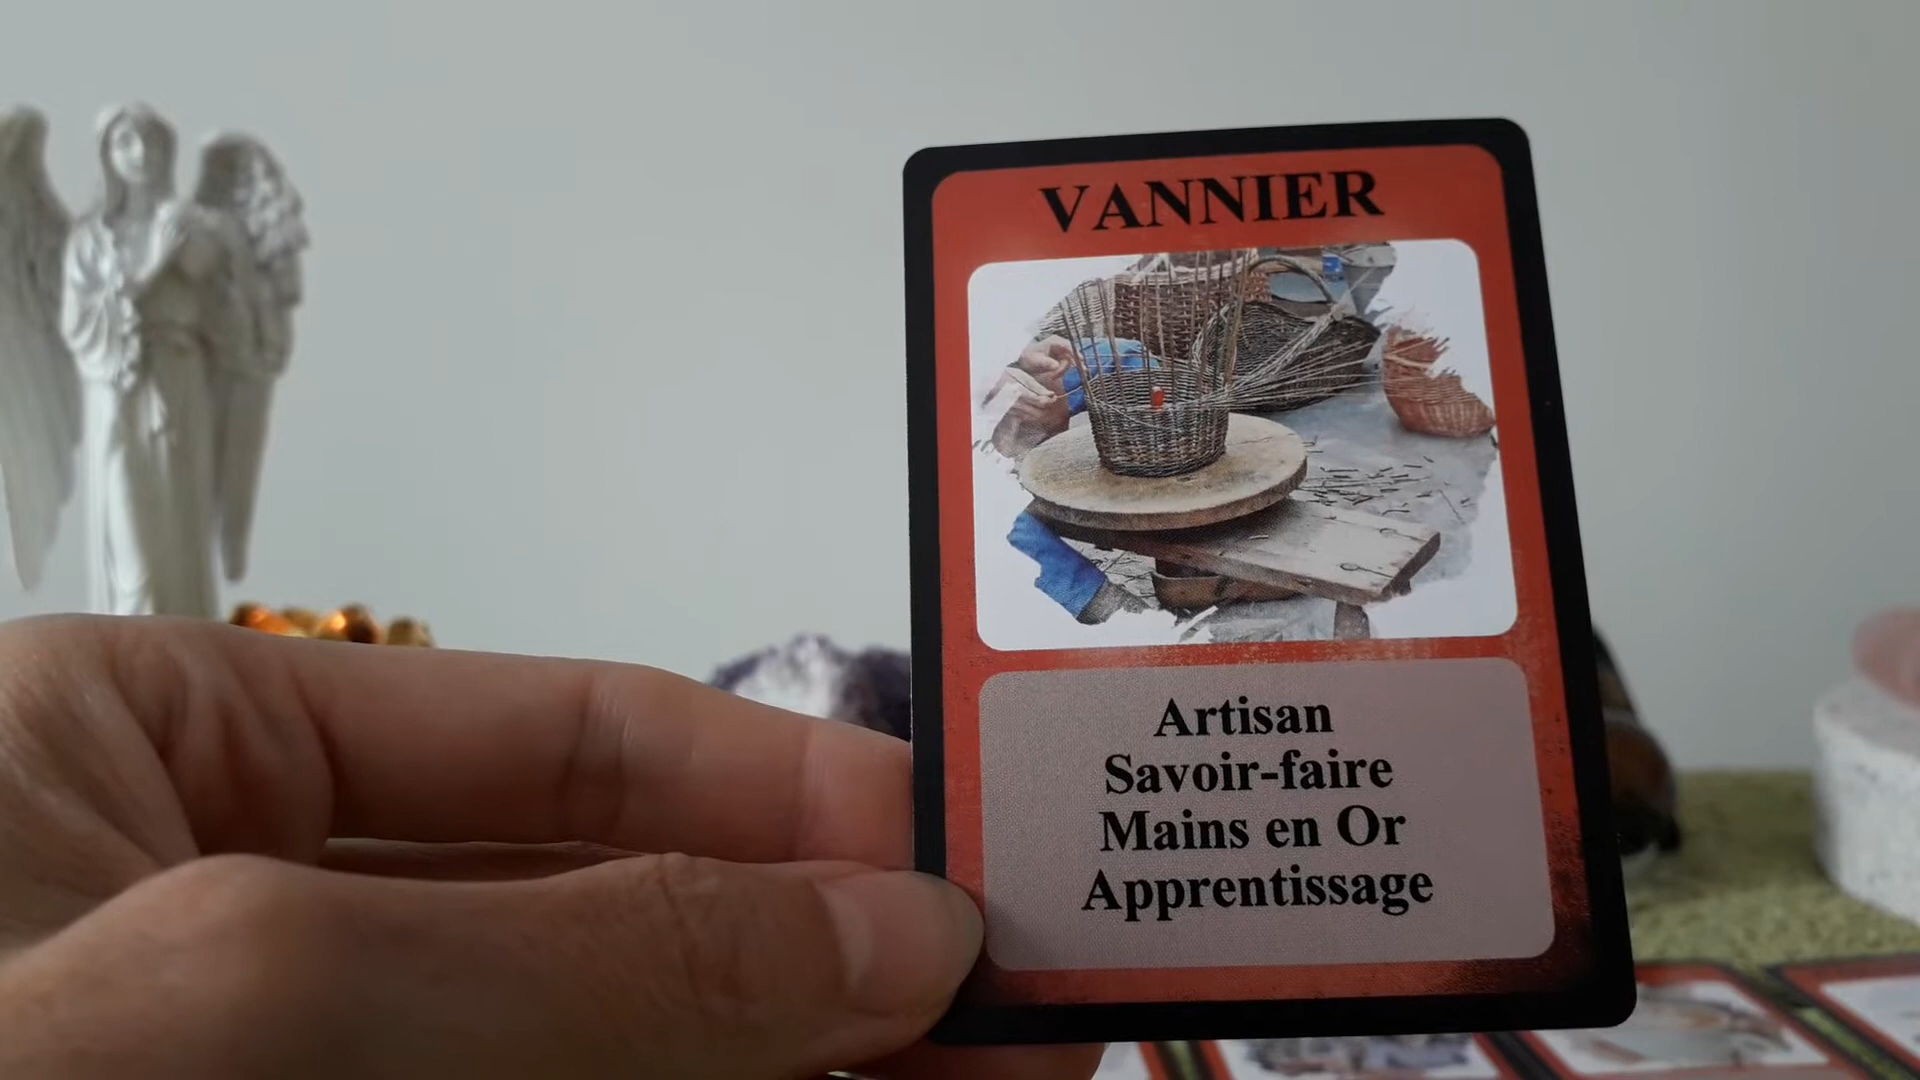 VANNIER
Artisan
Savoir-faire
Mains en Or
Apprentissage